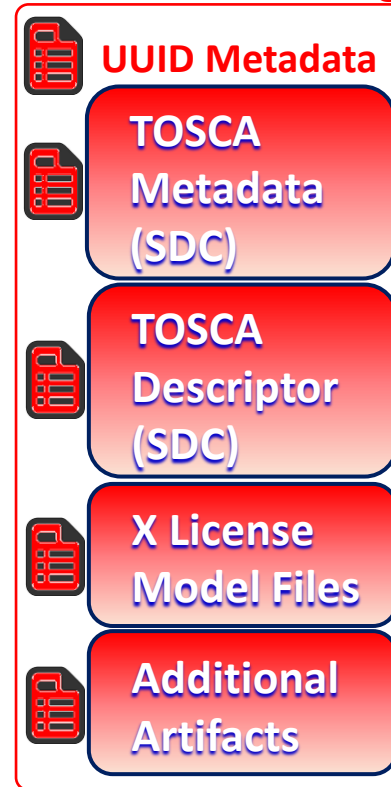 UUID Metadata
TOSCA
Metadata
(SDC)
TOSCA
Descriptor
(SDC)
X License
Model Files
Additional
Artifacts